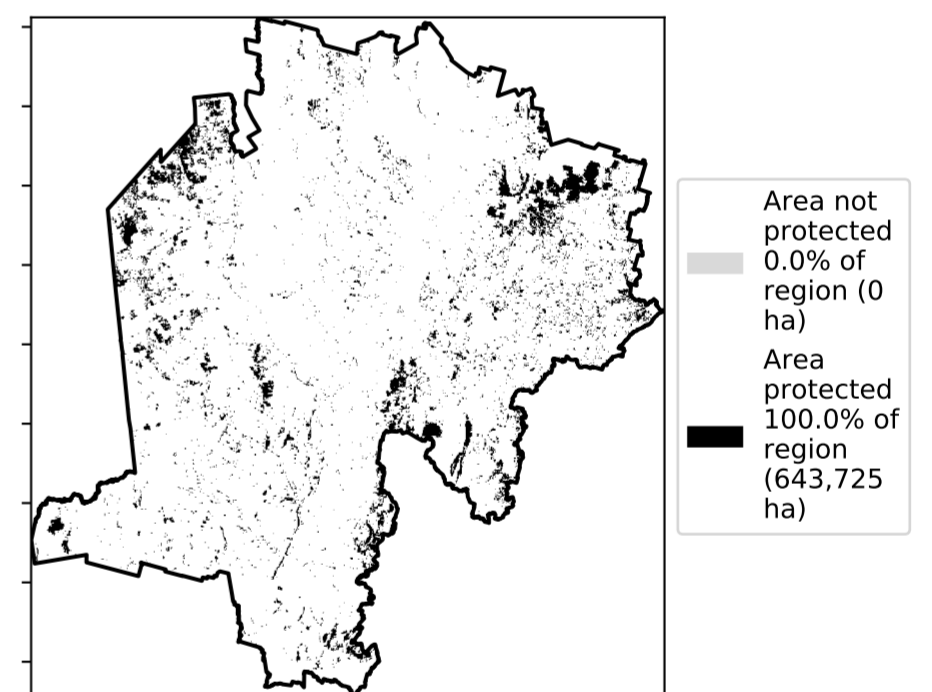 Area not
protected
0.0% of
region (0
ha)
Area
protected
100.0% of
region
(643,725
ha)